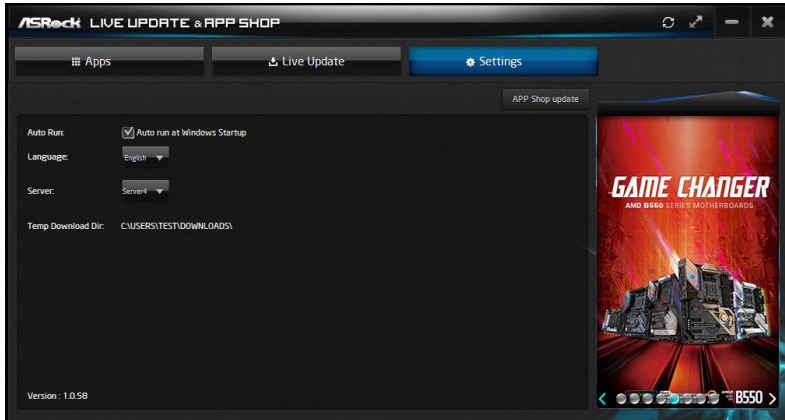 ASRock LIVE UPDATE & APP SHOP
Apps
Live Update
Settings
APP Shop update
Auto Run:
Auto run at Windows Startup
Language:
English
Server:
Server4
Temp Download Dir:
C:\USERS\TEST\DOWNLOADS\
Version : 1.0.58
GAME CHANGER
AMD B550 SERIES MOTHERBOARDS
B550